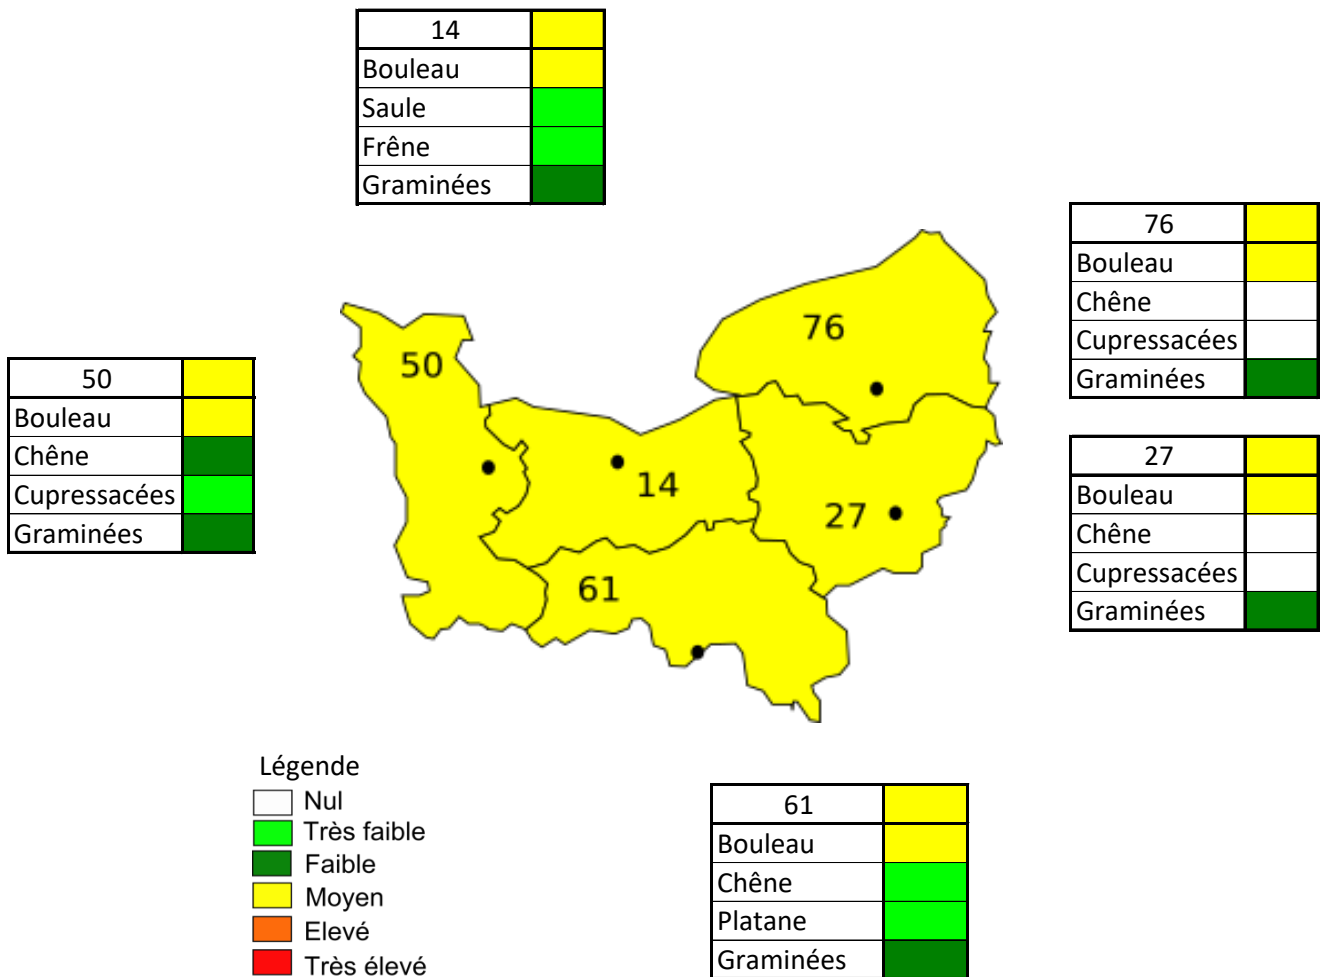 14
Bouleau
Saule
Frêne
Graminées
76
Bouleau
Chêne
Cupressacées
Graminées
50
Bouleau
Chêne
Cupressacées
Graminées
27
Bouleau
Chêne
Cupressacées
Graminées
76
50
14
27
61
Légende
Nul
Très faible
Faible
Moyen
Elevé
Très élevé
61
Bouleau
Chêne
Platane
Graminées